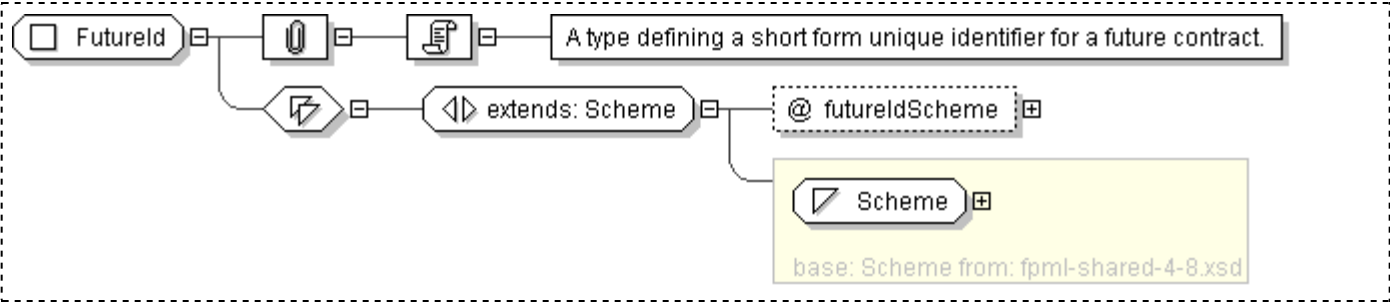 FutureId
A type defining a short form unique identifier for a future contract.
extends: Scheme
@ futureIdScheme
Scheme
base: Scheme from: fpml-shared-4-8.xsd